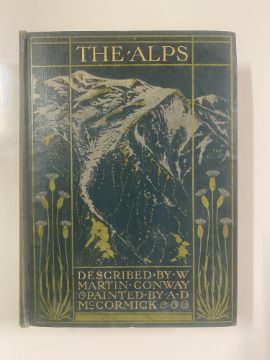 THE·ALPS
DESCRIBED·BY·W
MARTIN·CONWAY
PAINTED·BY·A·D
McCORMICK